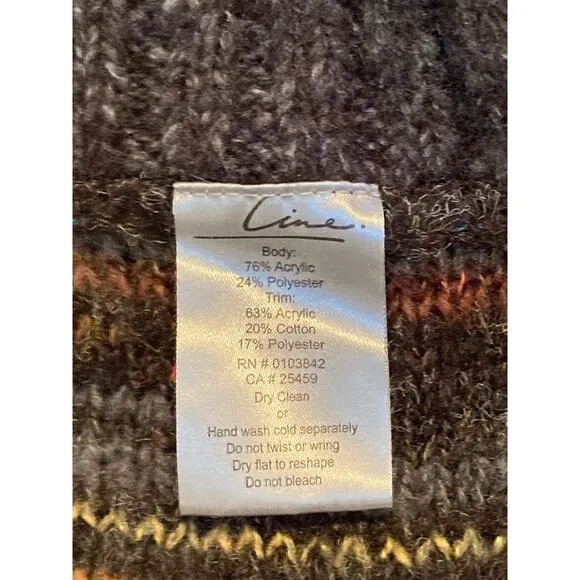 Line.
Body:
76% Acrylic
24% Polyester
Trim:
63% Acrylic
20% Cotton
17% Polyester
RN # 0103842
CA # 25459
Dry Clean
or
Hand wash cold separately
Do not twist or wring
Dry flat to reshape
Do not bleach